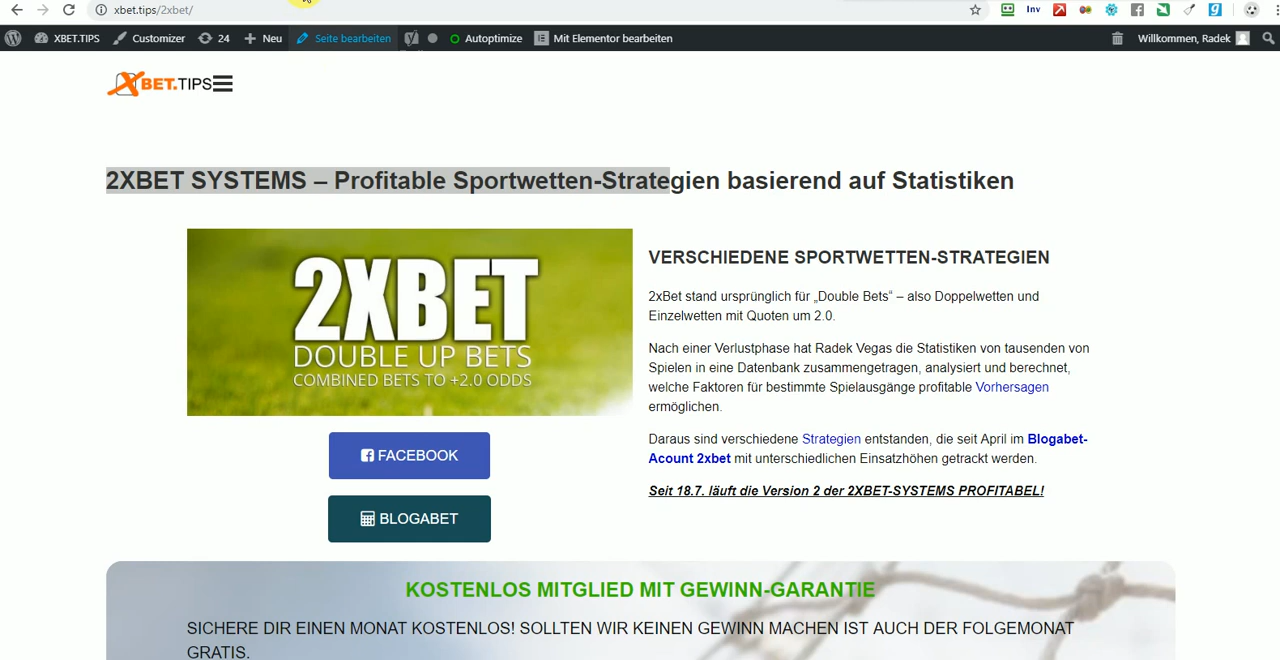 xbet.tips/2xbet/
Inv
XBET.TIPS Customizer 24 Neu Seite bearbeiten Autoptimize Mit Elementor bearbeiten Willkommen, Radek
XBET.TIPS
2XBET SYSTEMS – Profitable Sportwetten-Strategien basierend auf Statistiken
2XBET
DOUBLE UP BETS
COMBINED BETS TO +2.0 ODDS
FACEBOOK
BLOGABET
VERSCHIEDENE SPORTWETTEN-STRATEGIEN
2xBet stand ursprünglich für „Double Bets“ – also Doppelwetten und
Einzelwetten mit Quoten um 2.0.
Nach einer Verlustphase hat Radek Vegas die Statistiken von tausenden von
Spielen in eine Datenbank zusammengetragen, analysiert und berechnet,
welche Faktoren für bestimmte Spielausgänge profitable Vorhersagen
ermöglichen.
Daraus sind verschiedene Strategien entstanden, die seit April im Blogabet-
Acount 2xbet mit unterschiedlichen Einsatzhöhen getrackt werden.
Seit 18.7. läuft die Version 2 der 2XBET-SYSTEMS PROFITABEL!
KOSTENLOS MITGLIED MIT GEWINN-GARANTIE
SICHERE DIR EINEN MONAT KOSTENLOS! SOLLTEN WIR KEINEN GEWINN MACHEN IST AUCH DER FOLGEMONAT
GRATIS.